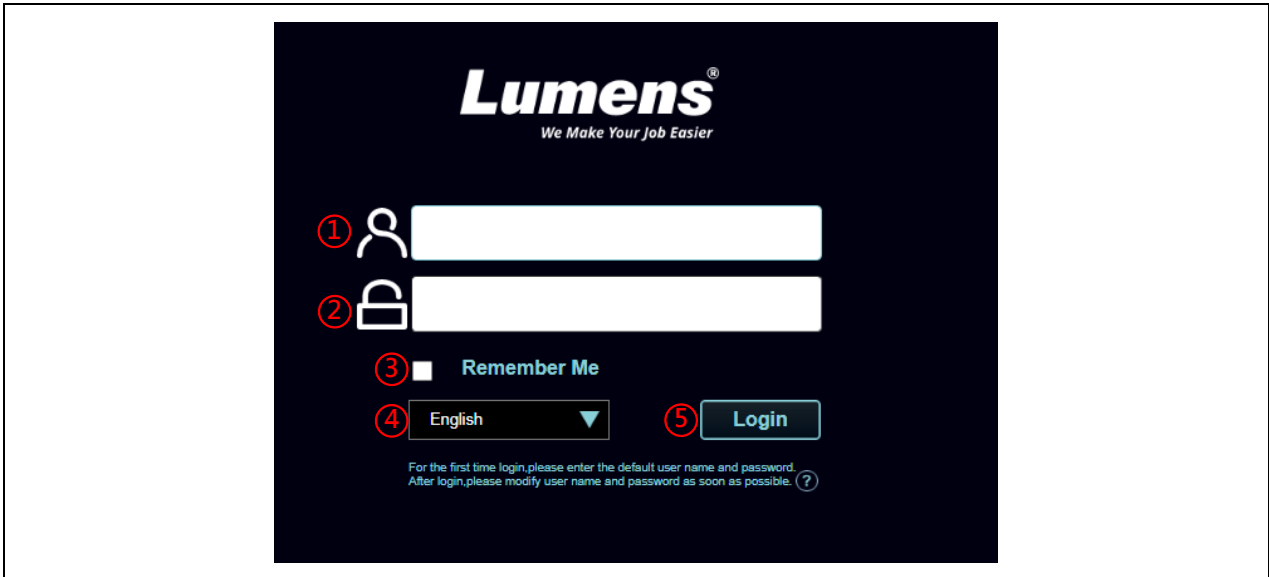 Lumens®
We Make Your Job Easier
①
②
③ Remember Me
④ English ⑤ Login
For the first time login,please enter the default user name and password.
After login,please modify user name and password as soon as possible. ?